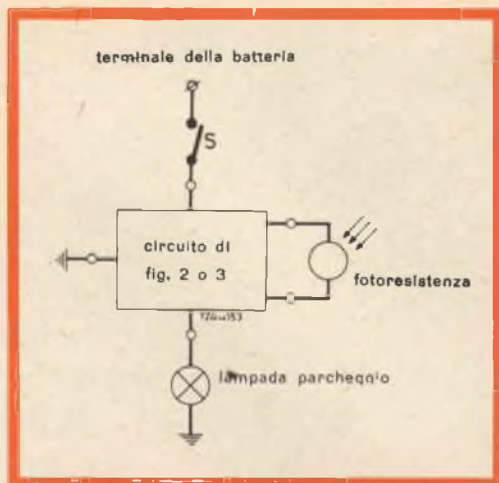 terminale della batteria
S
circuito di
fig. 2 o 3
fotoresistenza
lampada parcheggio